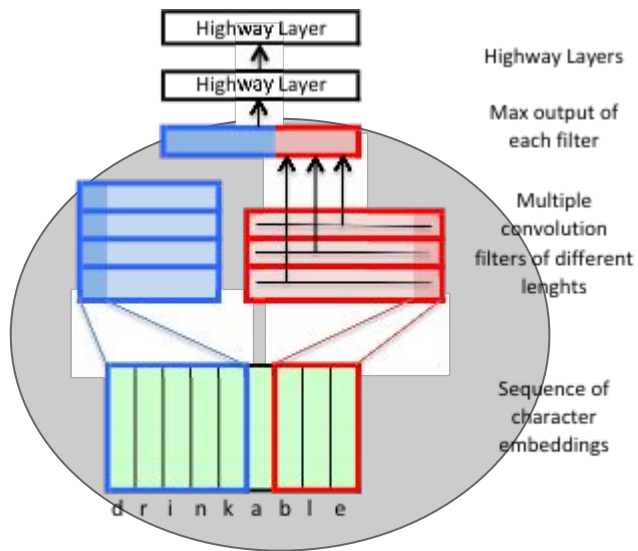 Highway Layer
Highway Layer
Highway Layers
Max output of
each filter
Multiple
convolution
filters of different
lenghts
Sequence of
character
embeddings
d r i n k a b l e